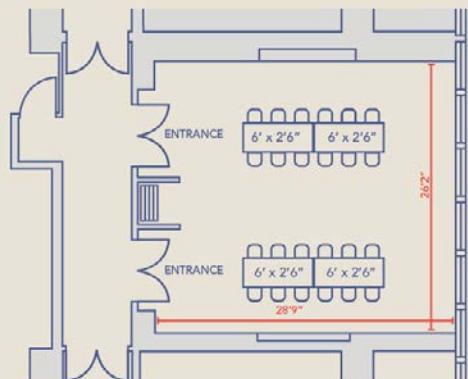 ENTRANCE
6' x 2'6" 6' x 2'6"
26'2"
ENTRANCE
6' x 2'6" 6' x 2'6"
28'9"